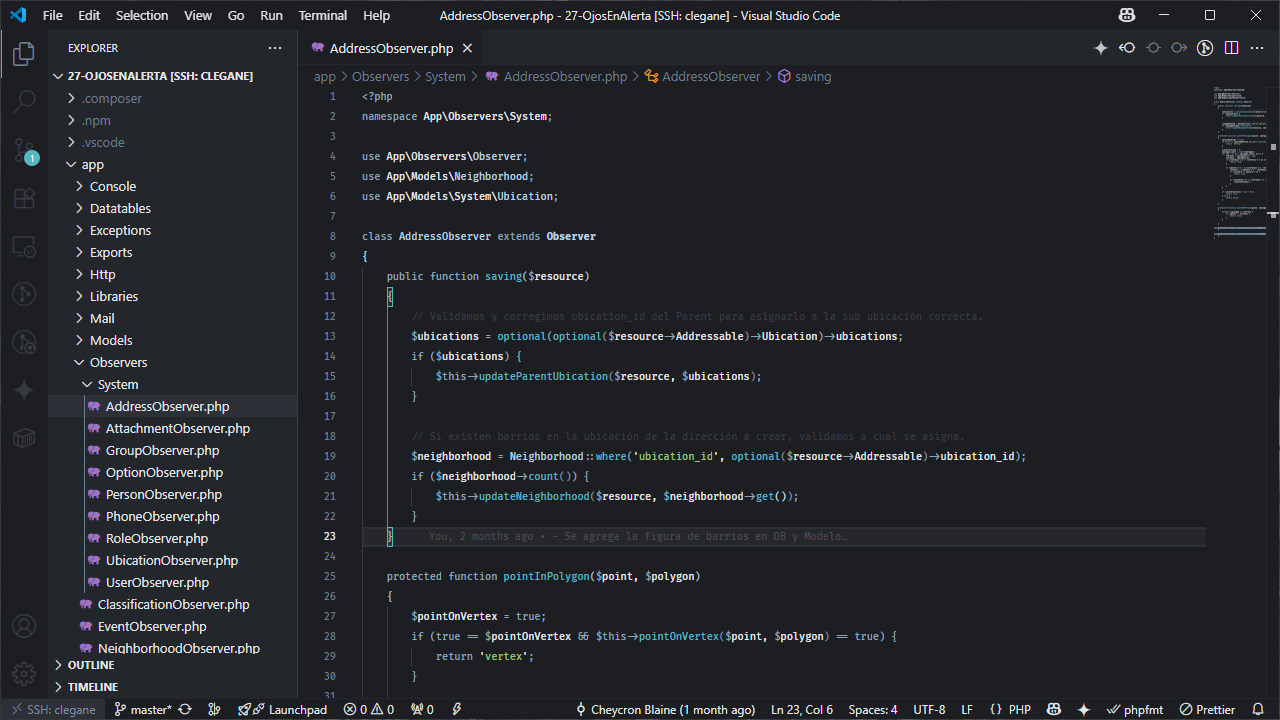 File Edit Selection View Go Run Terminal Help AddressObserver.php - 27-OjosEnAlerta [SSH: clegane] - Visual Studio Code
EXPLORER
27-OJOSENALERTA [SSH: CLEGANE]
.composer
.npm
.vscode
app
Console
Datatables
Exceptions
Exports
Http
Libraries
Mail
Models
Observers
System
AddressObserver.php
AttachmentObserver.php
GroupObserver.php
OptionObserver.php
PersonObserver.php
PhoneObserver.php
RoleObserver.php
UbicationObserver.php
UserObserver.php
ClassificationObserver.php
EventObserver.php
NeighborhoodObserver.php
OUTLINE
TIMELINE
1
AddressObserver.php
app > Observers > System > AddressObserver.php > AddressObserver > saving
1 <?php
2 namespace App\Observers\System;
3
4 use App\Observers\Observer;
5 use App\Models\Neighborhood;
6 use App\Models\System\Ubication;
7
8 class AddressObserver extends Observer
9 {
10 public function saving($resource)
11 {
12 // Validamos y corregimos ubication_id del Parent para asignarlo a la sub ubicación correcta.
13 $ubications = optional(optional($resource->Addressable)->Ubication)->ubications;
14 if ($ubications) {
15 $this->updateParentUbication($resource, $ubications);
16 }
17
18 // Si existen barrios en la ubicación de la dirección a crear, validamos a cual se asigna.
19 $neighborhood = Neighborhood::where('ubication_id', optional($resource->Addressable)->ubication_id);
20 if ($neighborhood->count()) {
21 $this->updateNeighborhood($resource, $neighborhood->get());
22 }
23 } You, 2 months ago • - Se agrega la figura de barrios en DB y Modelo…
24
25 protected function pointInPolygon($point, $polygon)
26 {
27 $pointOnVertex = true;
28 if (true == $pointOnVertex && $this->pointOnVertex($point, $polygon) == true) {
29 return 'vertex';
30 }
31
SSH: clegane master* Launchpad 0 0 0 Cheycron Blaine (1 month ago) Ln 23, Col 6 Spaces: 4 UTF-8 LF {} PHP phpfmt Prettier